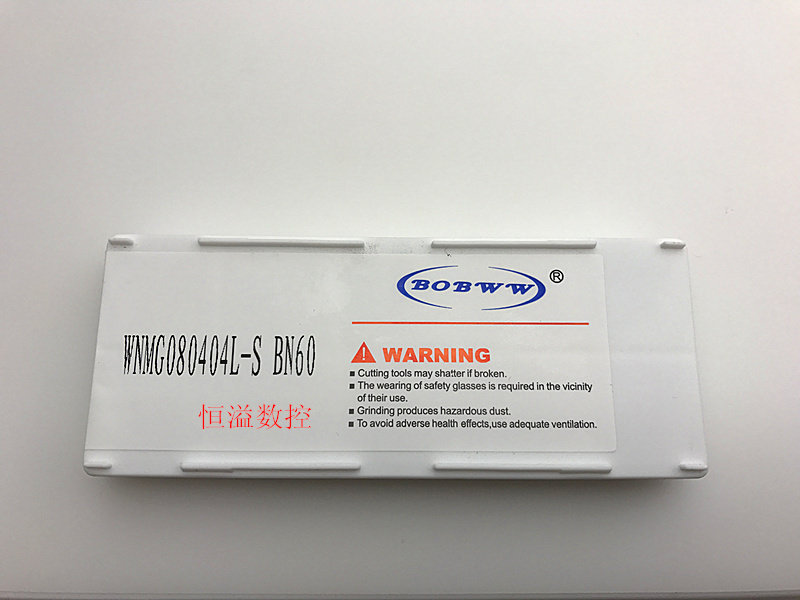 BOBWW®
WNMG080404L-S BN60
恒溢数控
WARNING
■ Cutting tools may shatter if broken.
■ The wearing of safety glasses is required in the vicinity
of their use.
■ Grinding produces hazardous dust.
■ To avoid adverse health effects,use adequate ventilation.